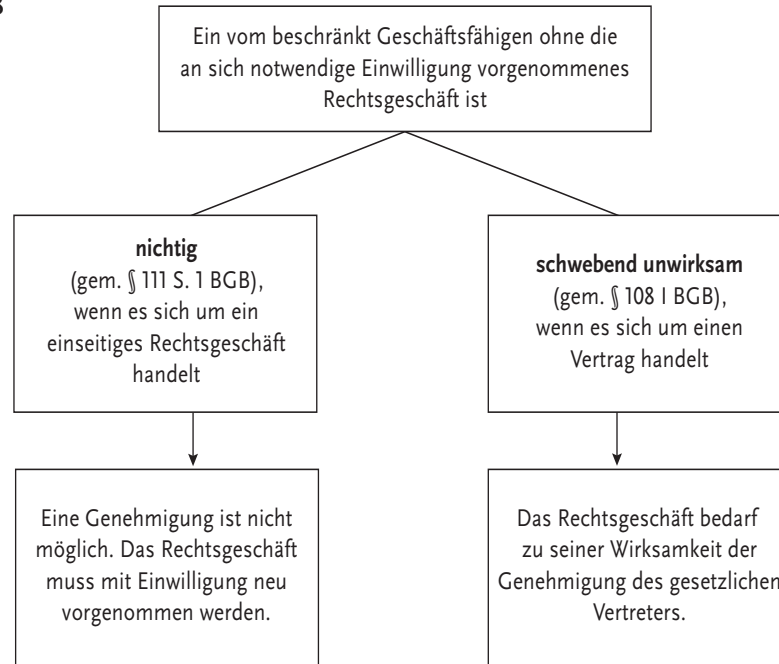 Ein vom beschränkt Geschäftsfähigen ohne die
an sich notwendige Einwilligung vorgenommenes
Rechtsgeschäft ist
nichtig
(gem. § 111 S. 1 BGB),
wenn es sich um ein
einseitiges Rechtsgeschäft
handelt
schwebend unwirksam
(gem. § 108 I BGB),
wenn es sich um einen
Vertrag handelt
Eine Genehmigung ist nicht
möglich. Das Rechtsgeschäft
muss mit Einwilligung neu
vorgenommen werden.
Das Rechtsgeschäft bedarf
zu seiner Wirksamkeit der
Genehmigung des gesetzlichen
Vertreters.